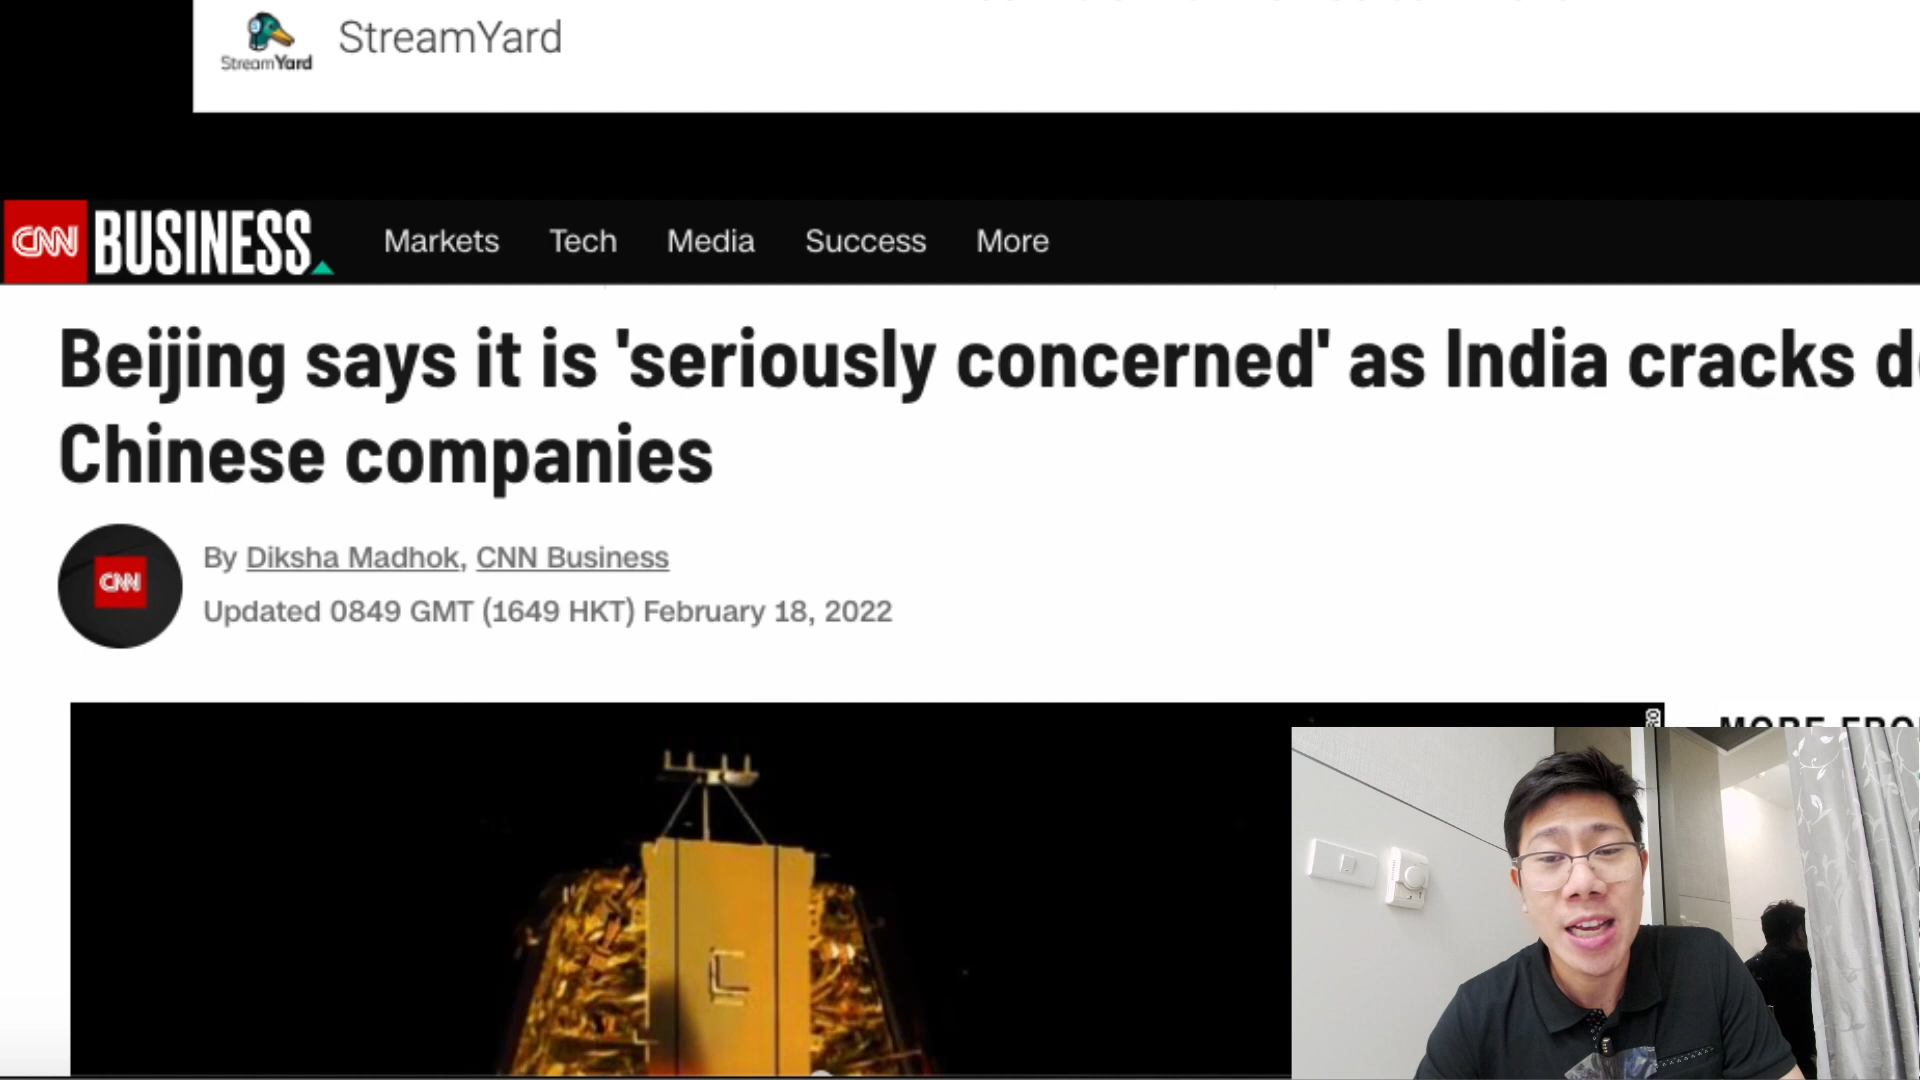 StreamYard
StreamYard
CNN BUSINESS Markets Tech Media Success More
Beijing says it is 'seriously concerned' as India cracks
Chinese companies
CNN
By Diksha Madhok, CNN Business
Updated 0849 GMT (1649 HKT) February 18, 2022
MORE